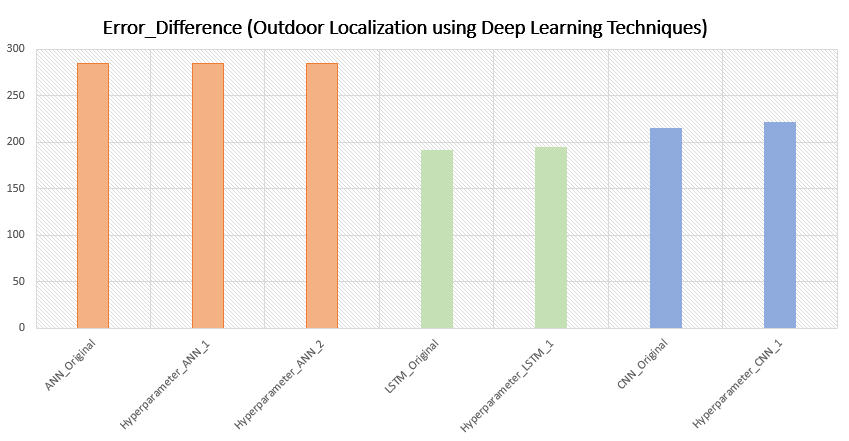 Error_Difference (Outdoor Localization using Deep Learning Techniques)
300
250
200
150
100
50
0
ANN_Original
Hyperparameter_ANN_1
Hyperparameter_ANN_2
LSTM_Original
Hyperparameter_LSTM_1
CNN_Original
Hyperparameter_CNN_1